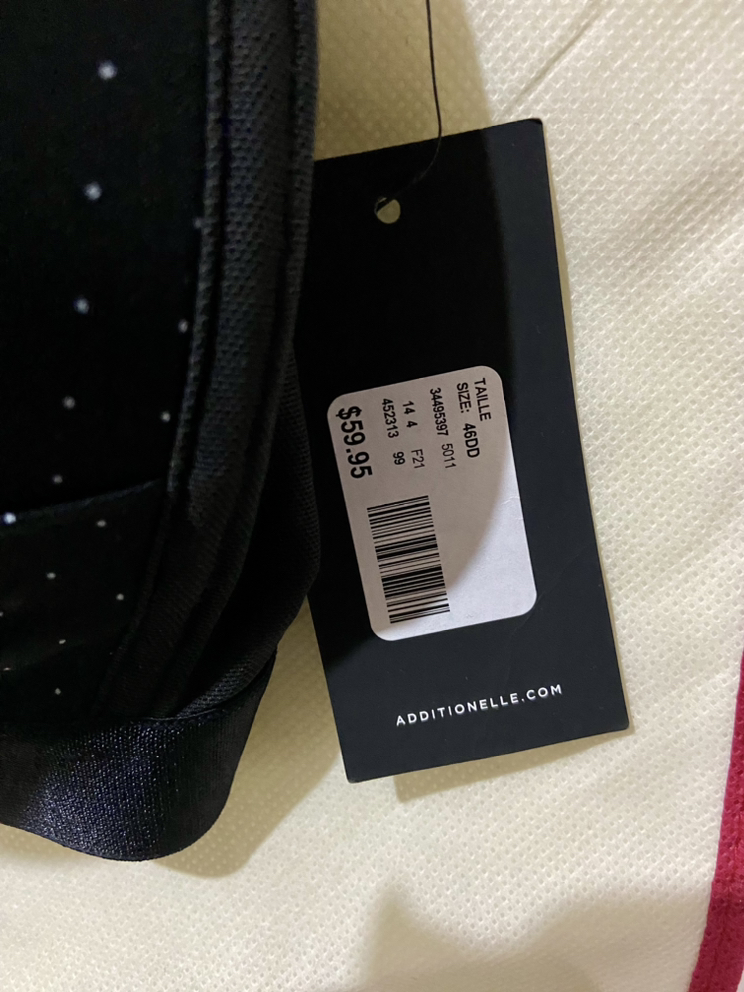 TAILLE
SIZE: 46DD
34495397 5011
14 4 F21
452313 99
$59.95
ADDITIONELLE.COM